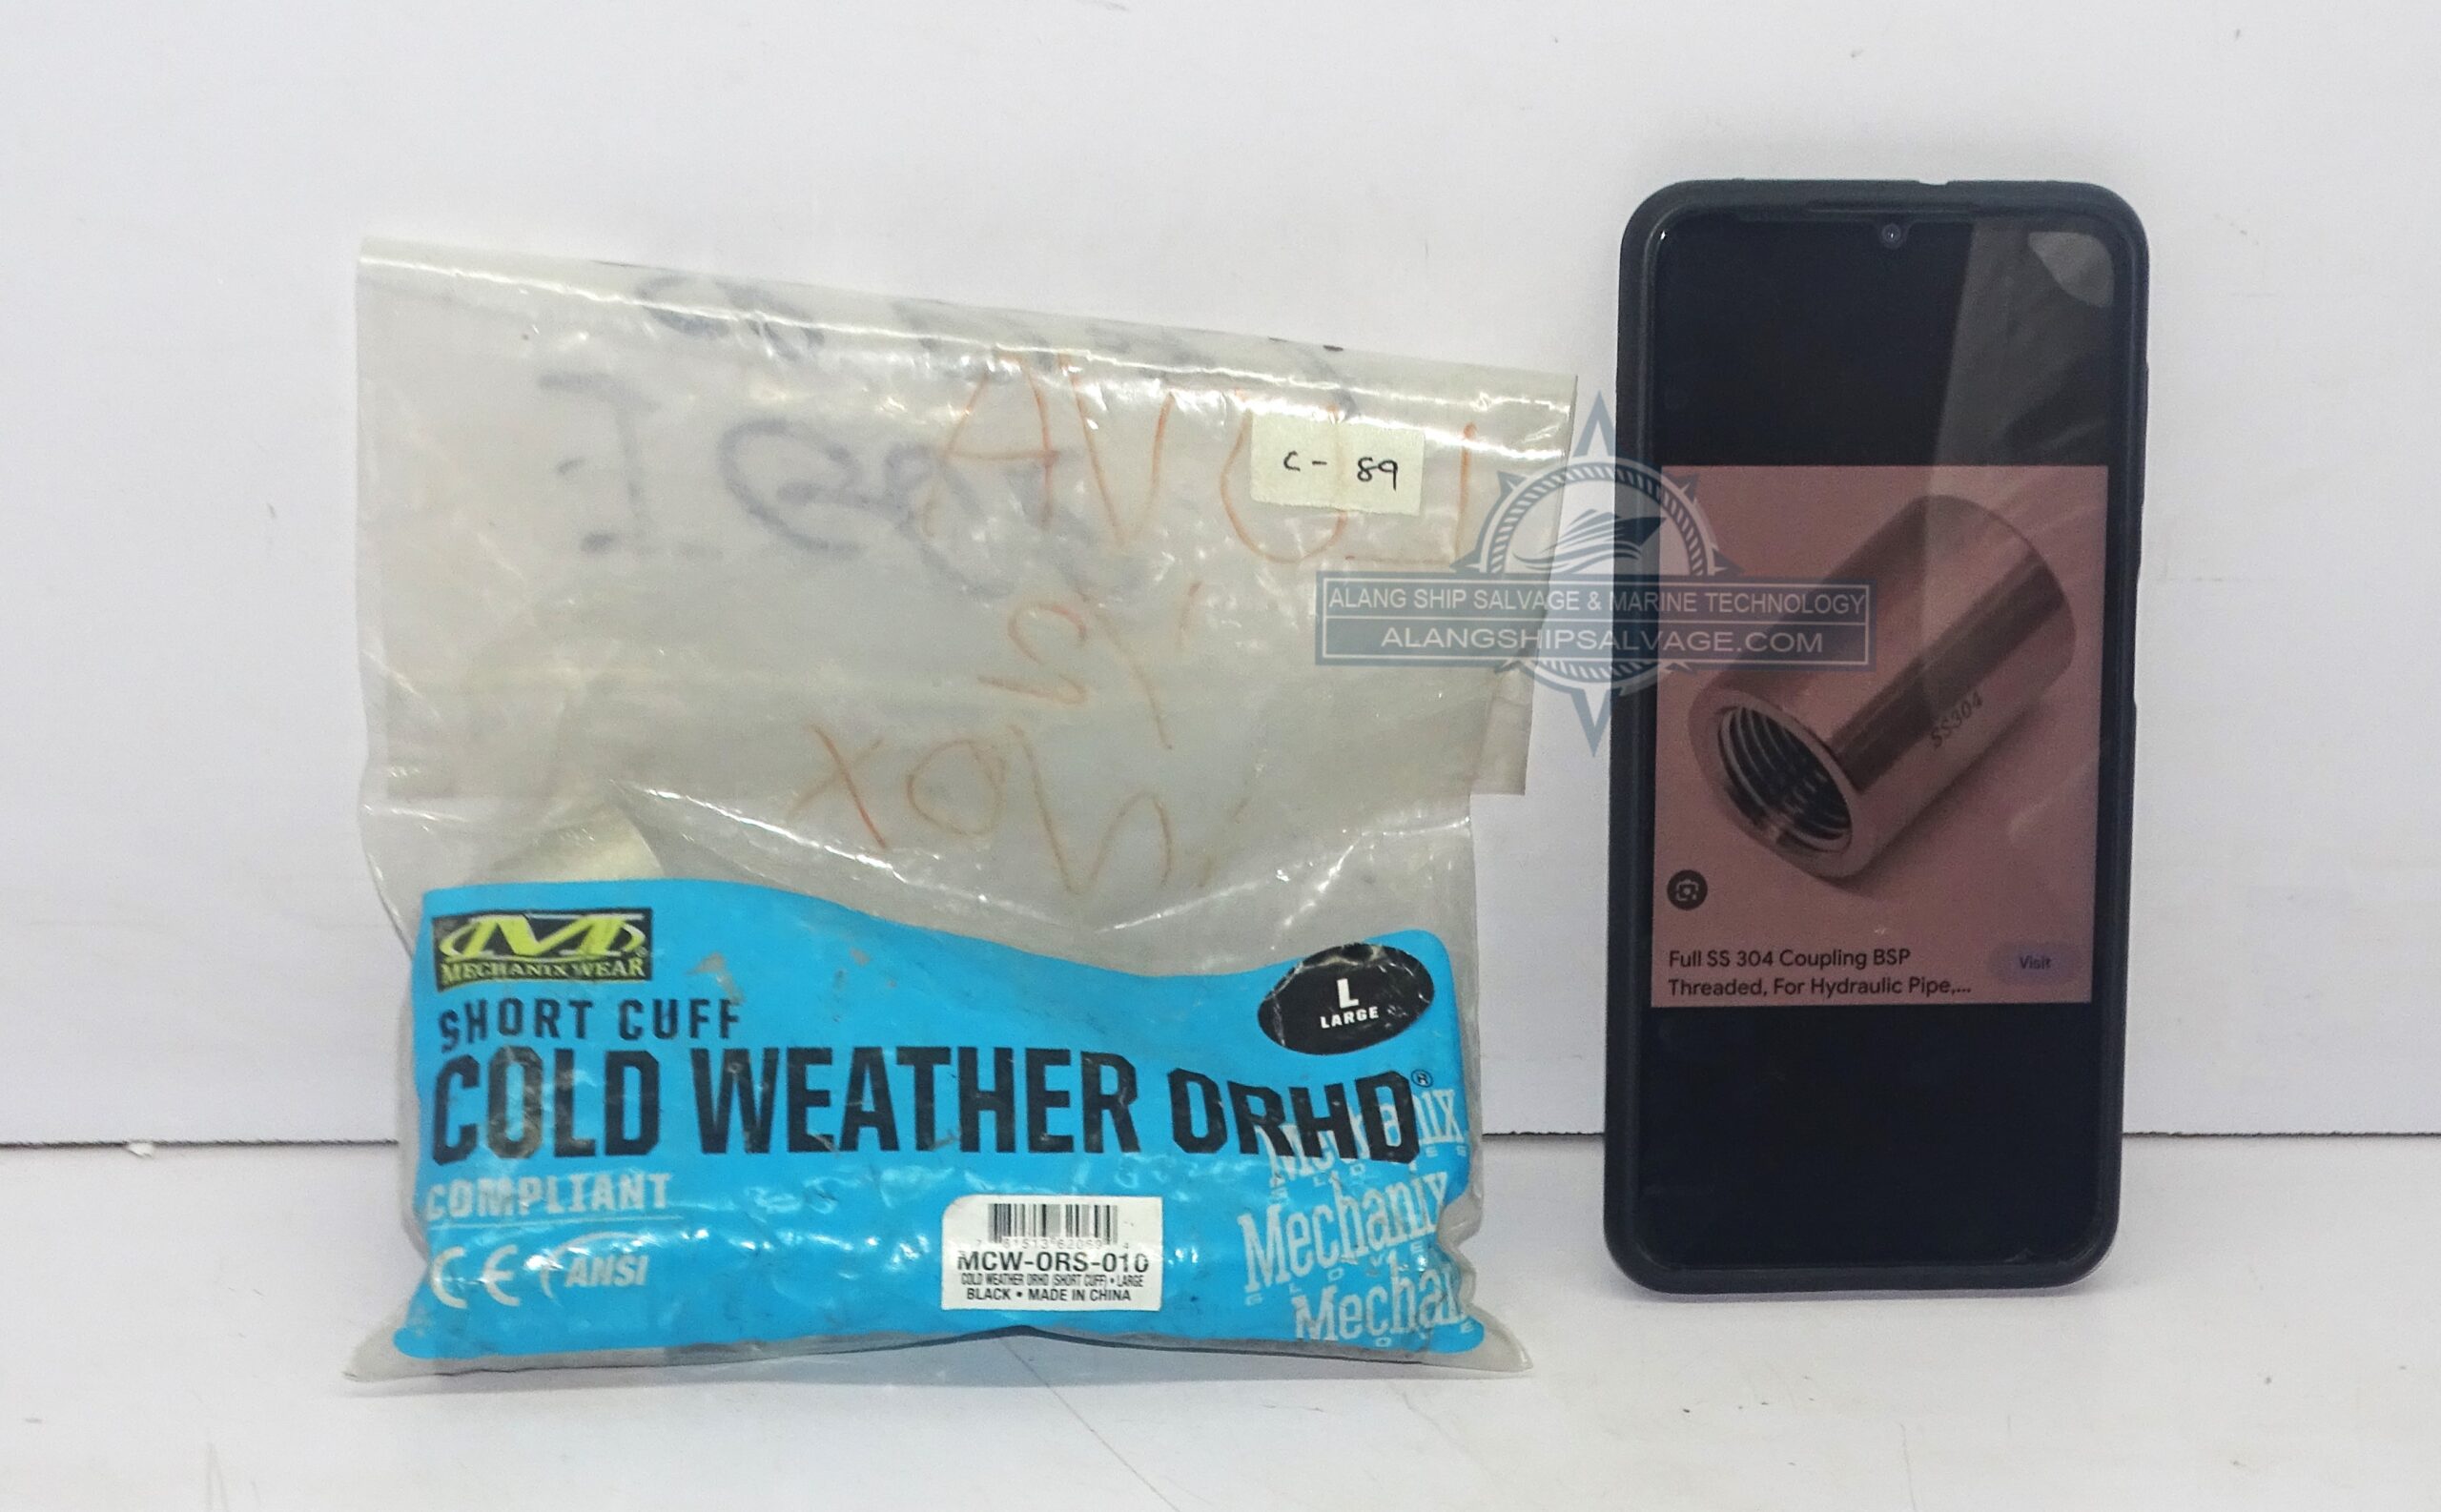 C - 89
MECHANIX WEAR
SHORT CUFF
COLD WEATHER ORHD®
COMPLIANT
CE ANSI
L
LARGE
MCW-ORS-010
COLD WEATHER ORHD (SHORT CUFF) • LARGE
BLACK • MADE IN CHINA
Mechanix
Mechanix
ALANG SHIP SALVAGE & MARINE TECHNOLOGY
ALANGSHIPSALVAGE.COM
SS304
Full SS 304 Coupling BSP
Threaded, For Hydraulic Pipe,...
Visit